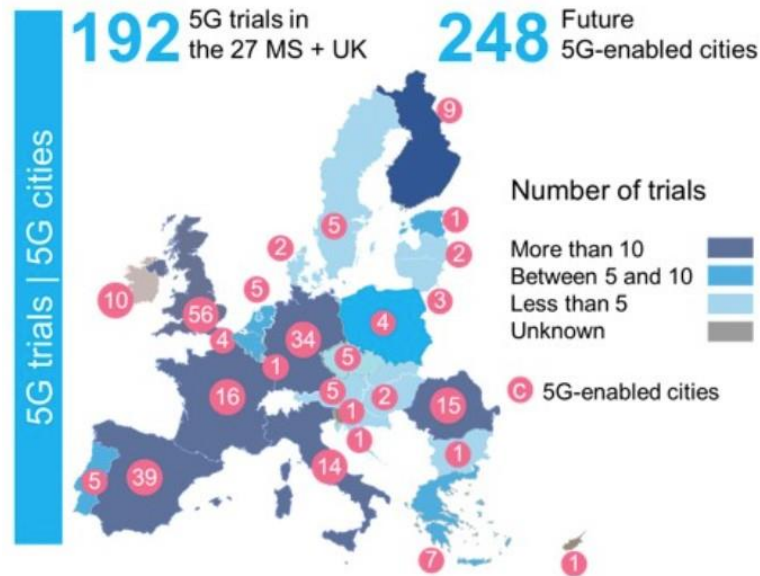 192
5G trials in
the 27 MS + UK
248
Future
5G-enabled cities
5G trials | 5G cities
9
1
5
2
2
5
3
10
56
4
4
34
5
1
16
5
2
1
15
1
1
14
5
39
7
1
Number of trials
More than 10
Between 5 and 10
Less than 5
Unknown
C 5G-enabled cities